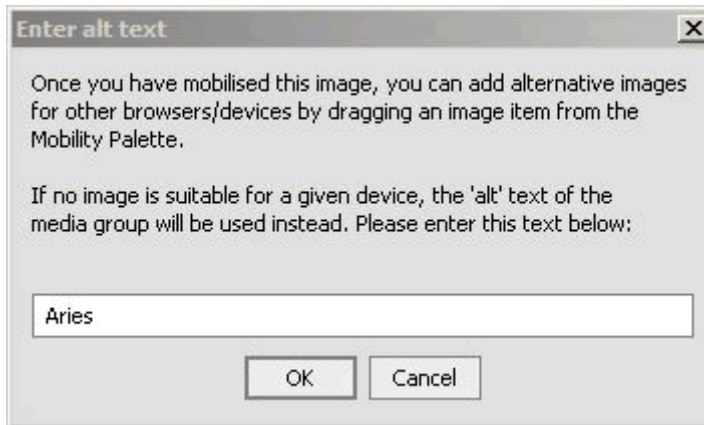 Enter alt text
Once you have mobilised this image, you can add alternative images
for other browsers/devices by dragging an image item from the
Mobility Palette.
If no image is suitable for a given device, the 'alt' text of the
media group will be used instead. Please enter this text below:
Aries
OK Cancel